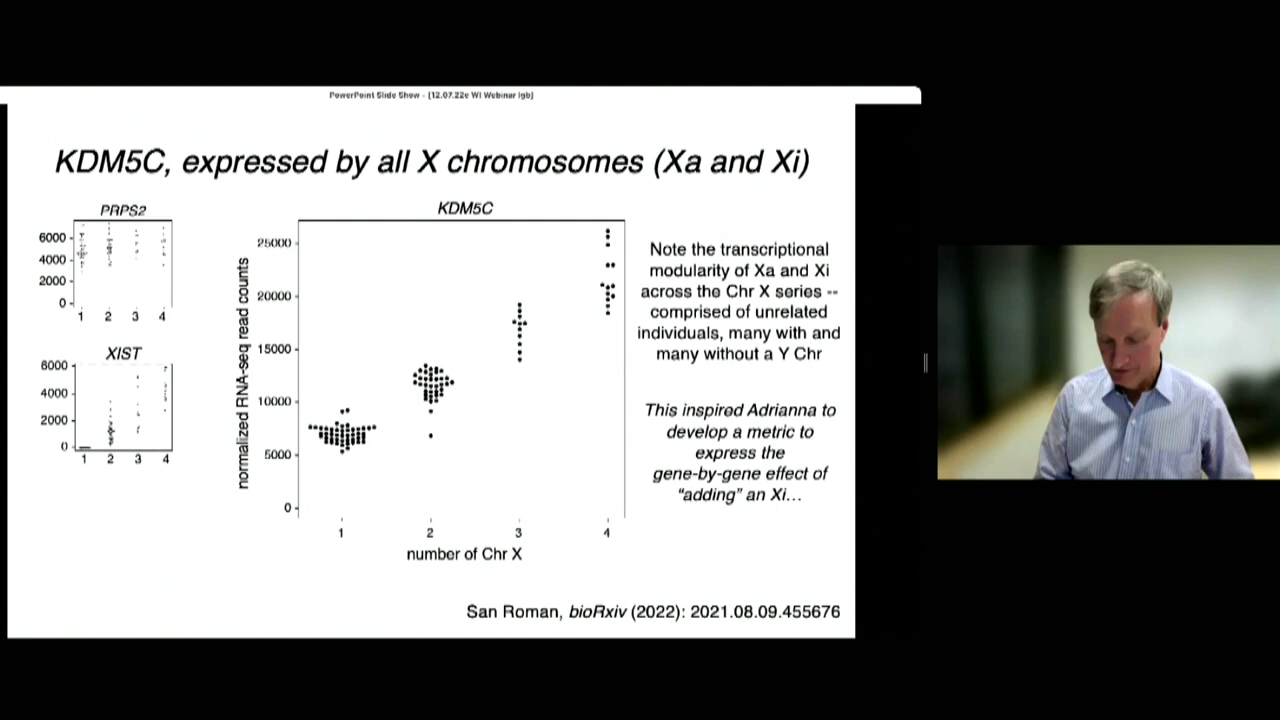 PowerPoint Slide Show - [12.07.22e WI Webinar lgb]
KDM5C, expressed by all X chromosomes (Xa and Xi)
PRPS2
6000
4000
2000
0
1 2 3 4
XIST
6000
4000
2000
0
1 2 3 4
KDM5C
normalized RNA-seq read counts
25000
20000
15000
10000
5000
0
1 2 3 4
number of Chr X
Note the transcriptional
modularity of Xa and Xi
across the Chr X series --
comprised of unrelated
individuals, many with and
many without a Y Chr
This inspired Adrianna to
develop a metric to
express the
gene-by-gene effect of
“adding” an Xi…
San Roman, bioRxiv (2022): 2021.08.09.455676